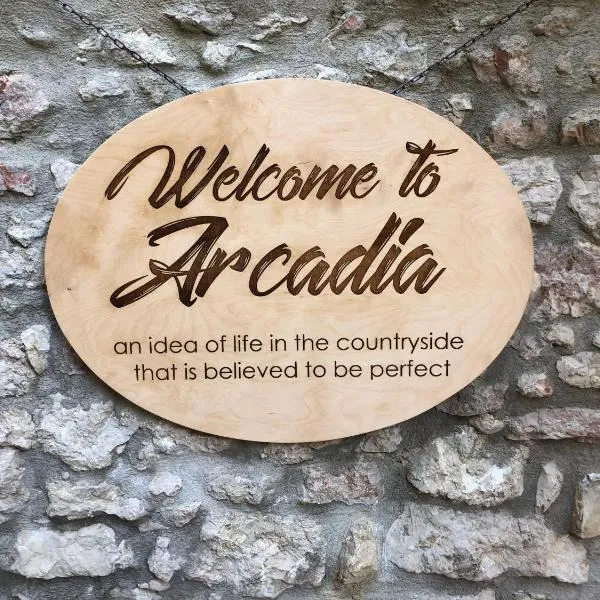 Welcome to
Arcadia
an idea of life in the countryside
that is believed to be perfect